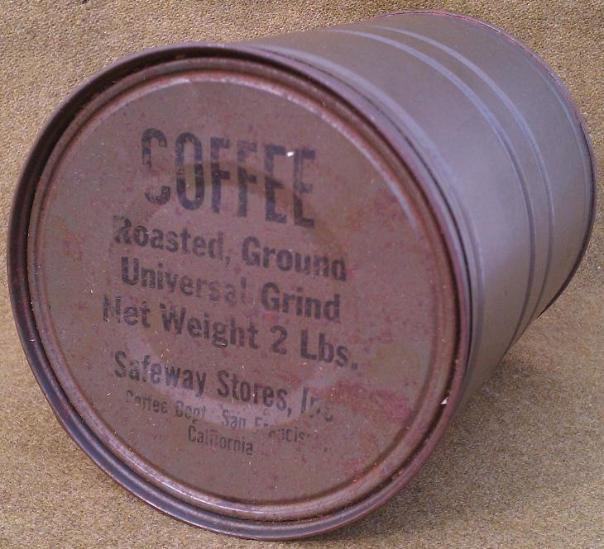 COFFEE
Roasted, Ground
Universal Grind
Net Weight 2 Lbs.
Safeway Stores, Inc
Coffee Dept. San Francisco
California